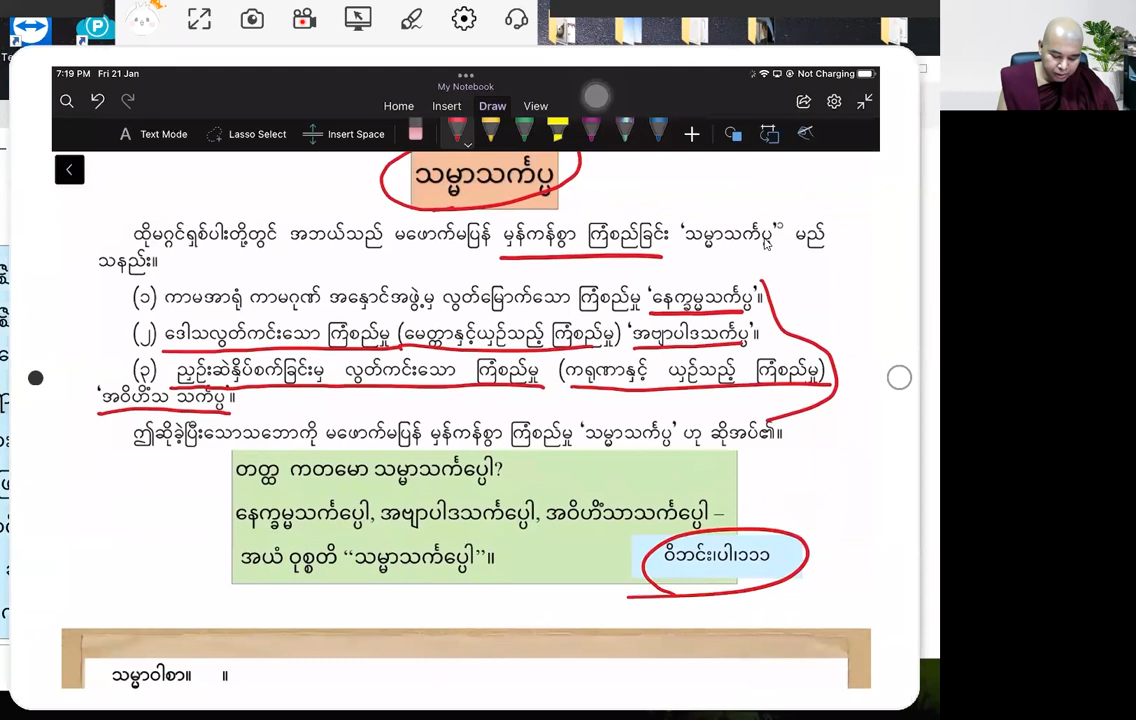 7:19 PM Fri 21 Jan
Not Charging
My Notebook
Home Insert Draw View
Text Mode Lasso Select Insert Space
သမ္မာသင်္ကပ္ပ
ထိုမဂ္ဂင်ရှစ်ပါးတို့တွင် အဘယ်သည် မဖောက်မပြန် မှန်ကန်စွာ ကြံစည်ခြင်း ‘သမ္မာသင်္ကပ္ပ’ မည်
သနည်း။
(၁) ကာမအာရုံ ကာမဂုဏ် အနှောင်အဖွဲ့မှ လွတ်မြောက်သော ကြံစည်မှု ‘နေက္ခမ္မသင်္ကပ္ပ’။
(၂) ဒေါသလွတ်ကင်းသော ကြံစည်မှု (မေတ္တာနှင့်ယှဉ်သည့် ကြံစည်မှု) ‘အဗျာပါဒသင်္ကပ္ပ’။
(၃) ညှဉ်းဆဲနှိပ်စက်ခြင်းမှ လွတ်ကင်းသော ကြံစည်မှု (ကရုဏာနှင့် ယှဉ်သည့် ကြံစည်မှု)
‘အဝိဟိံသ သင်္ကပ္ပ’။
ဤဆိုခဲ့ပြီးသောသဘောကို မဖောက်မပြန် မှန်ကန်စွာ ကြံစည်မှု ‘သမ္မာသင်္ကပ္ပ’ ဟု ဆိုအပ်၏။
တတ္ထ ကတမော သမ္မာသင်္ကပ္ပေါ?
နေက္ခမ္မသင်္ကပ္ပေါ, အဗျာပါဒသင်္ကပ္ပေါ, အဝိဟိံသာသင်္ကပ္ပေါ –
အယံ ဝုစ္စတိ “သမ္မာသင်္ကပ္ပေါ”။
ဝိဘင်း၊ပါ၊၁၁၁
သမ္မာဝါစာ။ ။